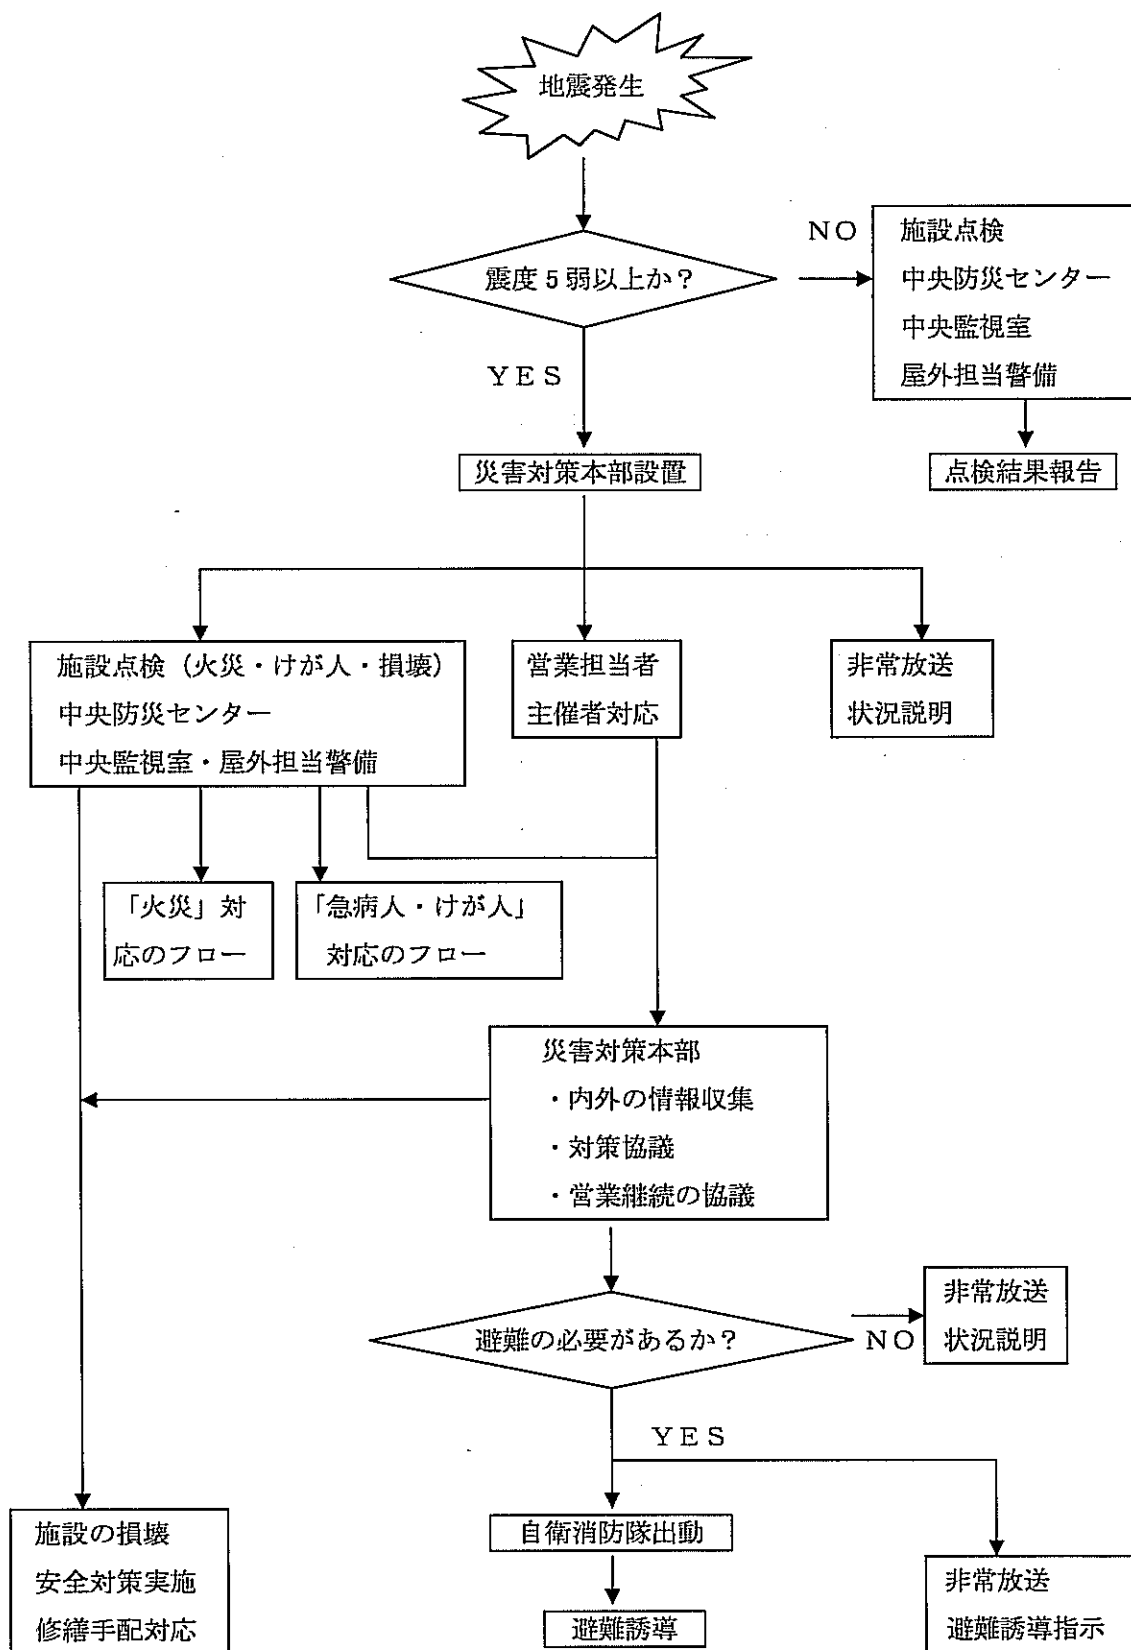 地震発生
震度5弱以上か？
NO
施設点検
中央防災センター
中央監視室
屋外担当警備
YES
災害対策本部設置
点検結果報告
施設点検（火災・けが人・損壊）
中央防災センター
中央監視室・屋外担当警備
営業担当者
主催者対応
非常放送
状況説明
「火災」対
応のフロー
「急病人・けが人」
対応のフロー
災害対策本部
・内外の情報収集
・対策協議
・営業継続の協議
避難の必要があるか？
NO
非常放送
状況説明
YES
施設の損壊
安全対策実施
修繕手配対応
自衛消防隊出動
避難誘導
非常放送
避難誘導指示